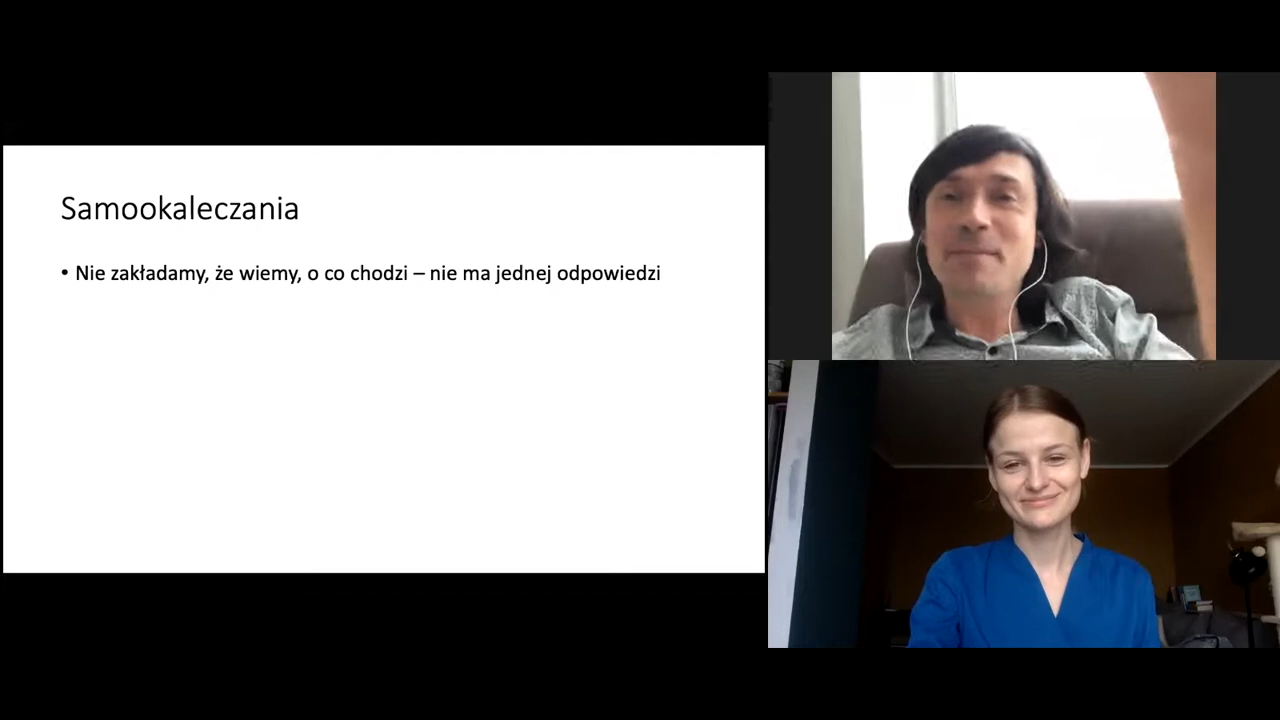 Samookaleczania
• Nie zakładamy, że wiemy, o co chodzi – nie ma jednej odpowiedzi